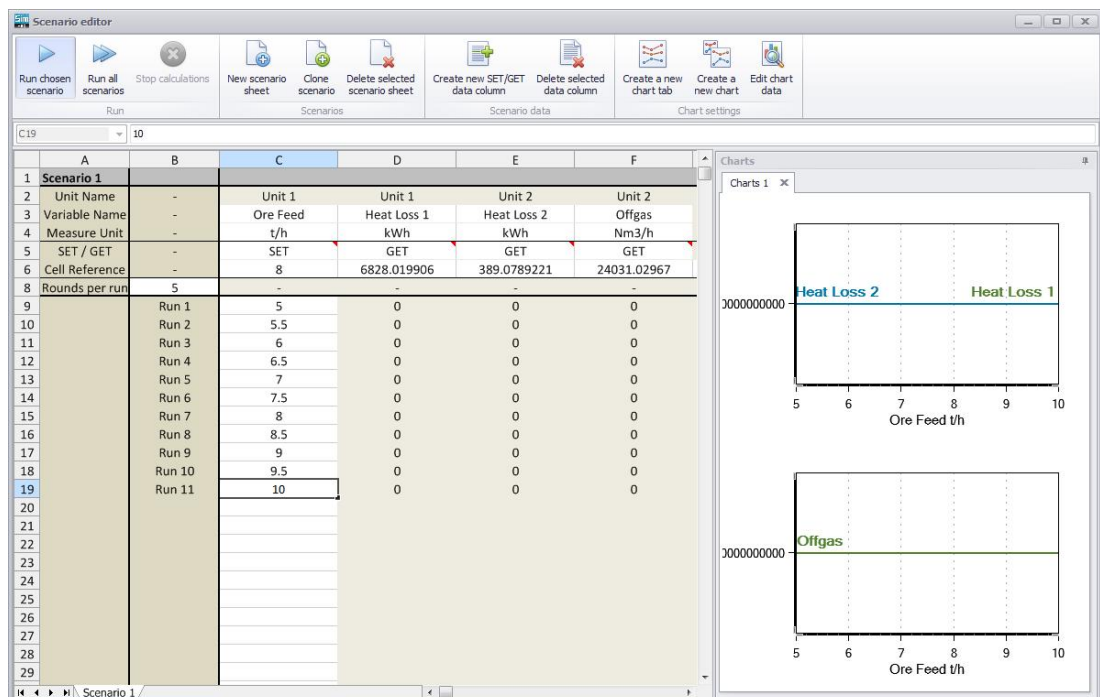 Sim Scenario editor
Run chosen scenario Run all scenarios Stop calculations New scenario sheet Clone scenario Delete selected scenario sheet Create new SET/GET data column Delete selected data column Create a new chart tab Create a new chart Edit chart data
Run Scenarios Scenario data Chart settings
C19 10
A B C D E F
1 Scenario 1
2 Unit Name - Unit 1 Unit 1 Unit 2 Unit 2
3 Variable Name - Ore Feed Heat Loss 1 Heat Loss 2 Offgas
4 Measure Unit - t/h kWh kWh Nm3/h
5 SET / GET - SET GET GET GET
6 Cell Reference - 8 6828.019906 389.0789221 24031.02967
8 Rounds per run 5 - - - -
9 Run 1 5 0 0 0
10 Run 2 5.5 0 0 0
11 Run 3 6 0 0 0
12 Run 4 6.5 0 0 0
13 Run 5 7 0 0 0
14 Run 6 7.5 0 0 0
15 Run 7 8 0 0 0
16 Run 8 8.5 0 0 0
17 Run 9 9 0 0 0
18 Run 10 9.5 0 0 0
19 Run 11 10 0 0 0
20
21
22
23
24
25
26
27
28
29
Scenario 1
Charts
Charts 1
Heat Loss 2 Heat Loss 1
0000000000
5 6 7 8 9 10
Ore Feed t/h
Offgas
0000000000
5 6 7 8 9 10
Ore Feed t/h